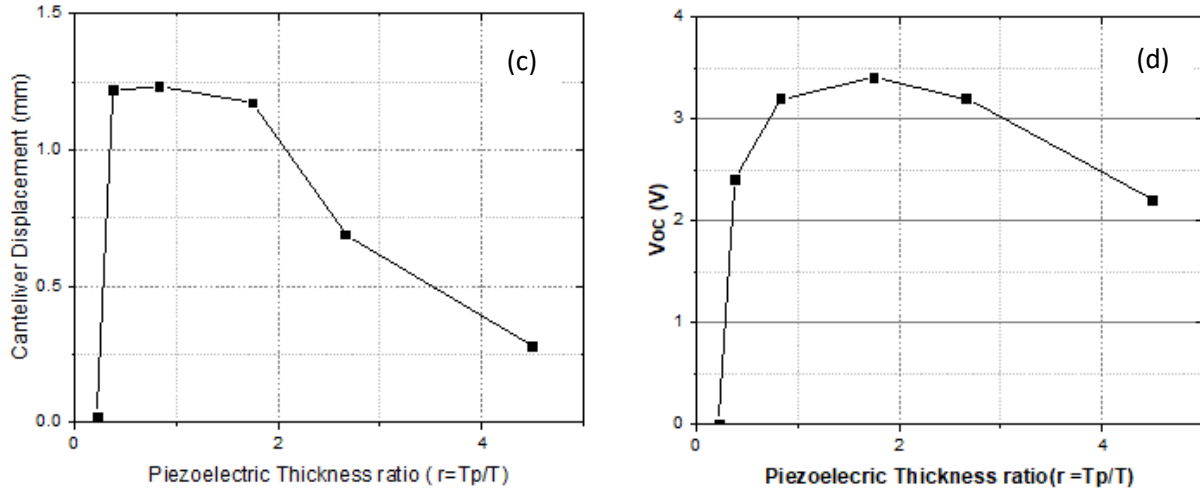 (c)
Canteliver Displacement (mm)
1.5
1.0
0.5
0.0
0
2
4
Piezoelectric Thickness ratio ( r=Tp/T)
(d)
Voc (V)
4
3
2
1
0
0
2
4
Piezoelecric Thickness ratio(r =Tp/T)